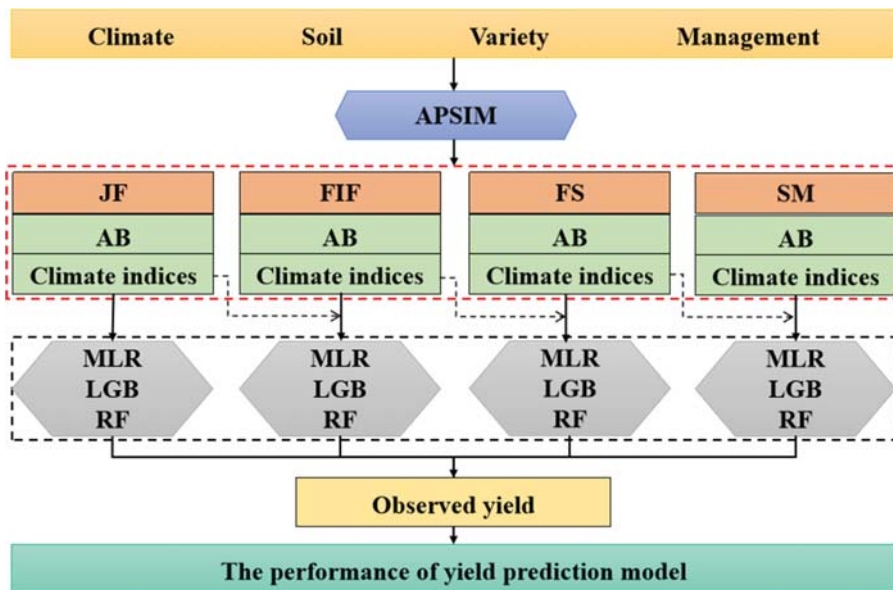 Climate Soil Variety Management
APSIM
JF FIF FS SM
AB AB AB AB
Climate indices Climate indices Climate indices Climate indices
MLR MLR MLR MLR
LGB LGB LGB LGB
RF RF RF RF
Observed yield
The performance of yield prediction model